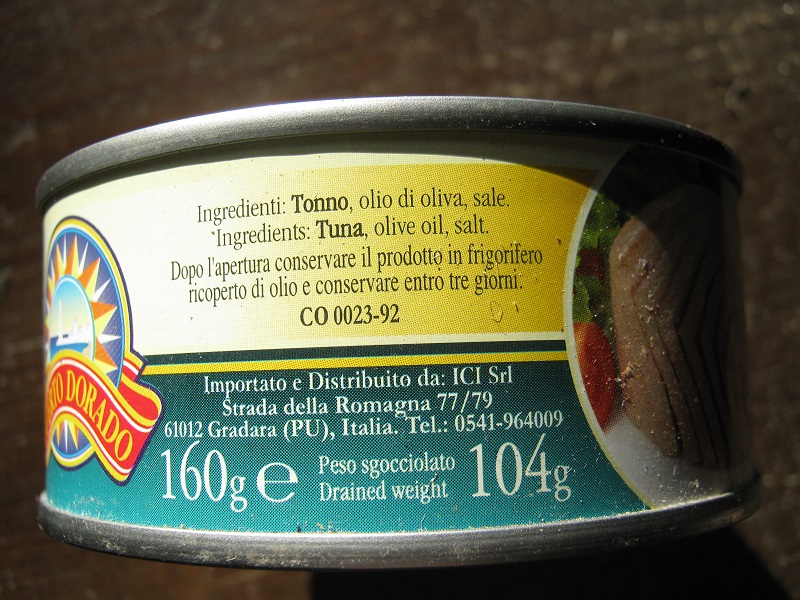 Ingredienti: Tonno, olio di oliva, sale.
Ingredients: Tuna, olive oil, salt.
Dopo l'apertura conservare il prodotto in frigorifero
ricoperto di olio e conservare entro tre giorni.
CO 0023-92
DORADO
Importato e Distribuito da: ICI Srl
Strada della Romagna 77/79
61012 Gradara (PU), Italia. Tel.: 0541-964009
160g e
Peso sgocciolato
Drained weight
104g